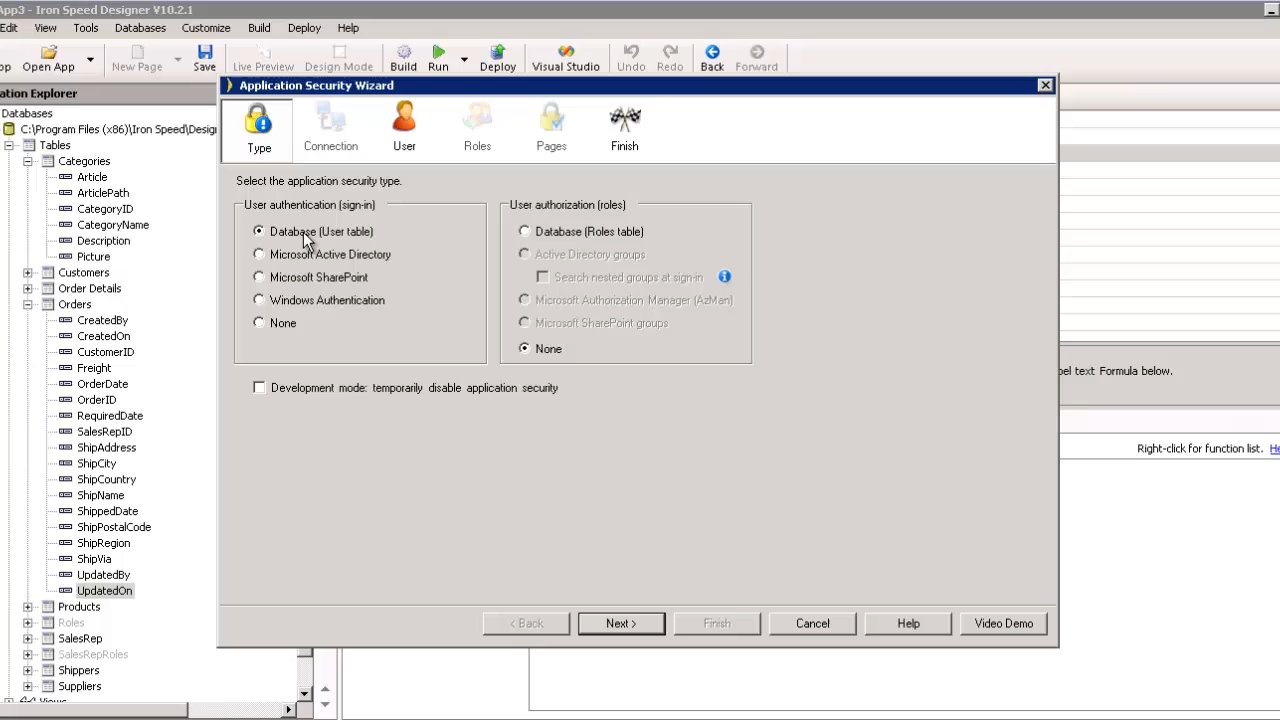 App3 - Iron Speed Designer V10.2.1
Edit View Tools Databases Customize Build Deploy Help
Open App New Page Save Live Preview Design Mode Build Run Deploy Visual Studio Undo Redo Back Forward
Application Security Wizard
Type Connection User Roles Pages Finish
Select the application security type.
User authentication (sign-in)
Database (User table)
Microsoft Active Directory
Microsoft SharePoint
Windows Authentication
None
User authorization (roles)
Database (Roles table)
Active Directory groups
Search nested groups at sign-in
Microsoft Authorization Manager (AzMan)
Microsoft SharePoint groups
None
Development mode: temporarily disable application security
< Back Next > Finish Cancel Help Video Demo
ation Explorer
Databases
C:\Program Files (x86)\Iron Speed\Desig
Tables
Categories
Article
ArticlePath
CategoryID
CategoryName
Description
Picture
Customers
Order Details
Orders
CreatedBy
CreatedOn
CustomerID
Freight
OrderDate
OrderID
RequiredDate
SalesRepID
ShipAddress
ShipCity
ShipCountry
ShipName
ShippedDate
ShipPostalCode
ShipRegion
ShipVia
UpdatedBy
UpdatedOn
Products
Roles
SalesRep
SalesRepRoles
Shippers
Suppliers
Views
bel text Formula below.
Right-click for function list. He